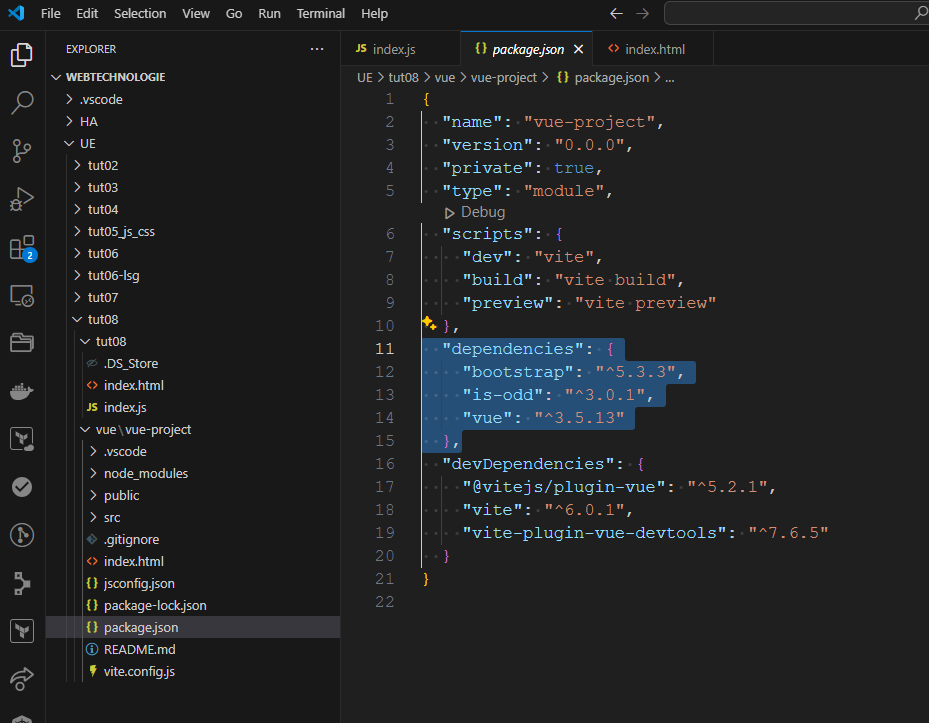 File Edit Selection View Go Run Terminal Help
EXPLORER
WEBTECHNOLOGIE
.vscode
HA
UE
tut02
tut03
tut04
tut05_js_css
tut06
tut06-lsg
tut07
tut08
tut08
.DS_Store
index.html
index.js
vue\vue-project
.vscode
node_modules
public
src
.gitignore
index.html
jsconfig.json
package-lock.json
package.json
README.md
vite.config.js
2
JS index.js {} package.json <> index.html
UE > tut08 > vue > vue-project > {} package.json > ...
1 {
2 "name": "vue-project",
3 "version": "0.0.0",
4 "private": true,
5 "type": "module",
Debug
6 "scripts": {
7 "dev": "vite",
8 "build": "vite build",
9 "preview": "vite preview"
10 },
11 "dependencies": {
12 "bootstrap": "^5.3.3",
13 "is-odd": "^3.0.1",
14 "vue": "^3.5.13"
15 },
16 "devDependencies": {
17 "@vitejs/plugin-vue": "^5.2.1",
18 "vite": "^6.0.1",
19 "vite-plugin-vue-devtools": "^7.6.5"
20 }
21 }
22